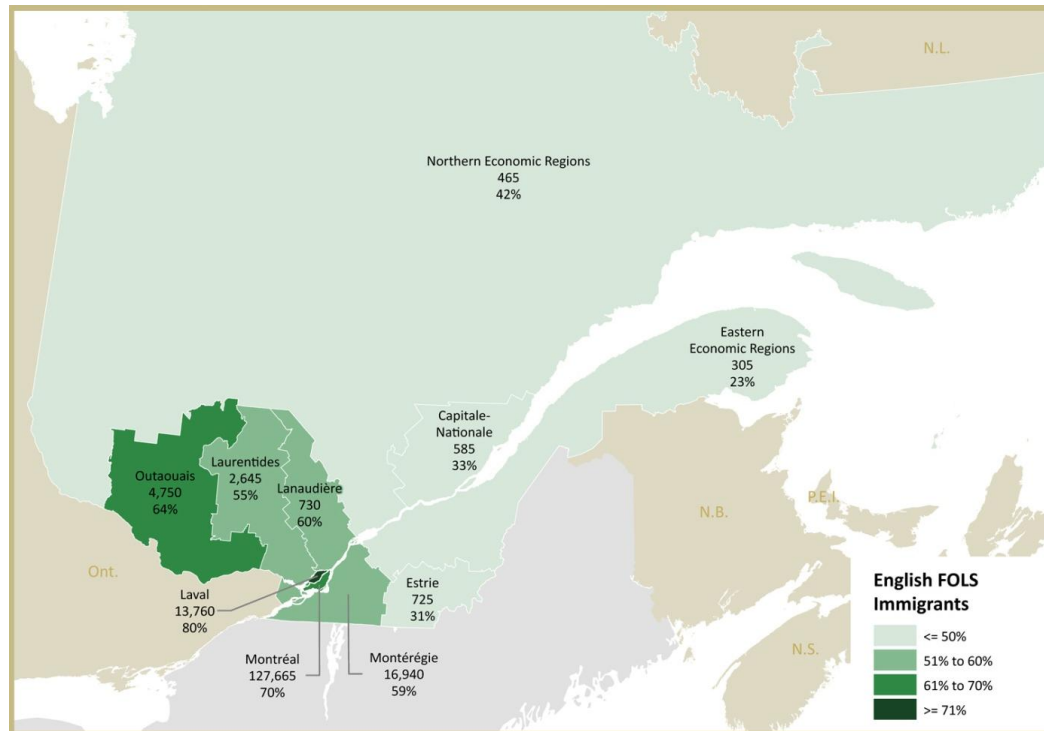 N.L.
Northern Economic Regions
465
42%
Eastern
Economic Regions
305
23%
Capitale-
Nationale
585
33%
Laurentides
2,645
55%
Outaouais
4,750
64%
Lanaudière
730
60%
P.E.I.
N.B.
Ont.
Estrie
725
31%
Laval
13,760
80%
Montréal
127,665
70%
Montérégie
16,940
59%
N.S.
English FOLS
Immigrants
<= 50%
51% to 60%
61% to 70%
>= 71%